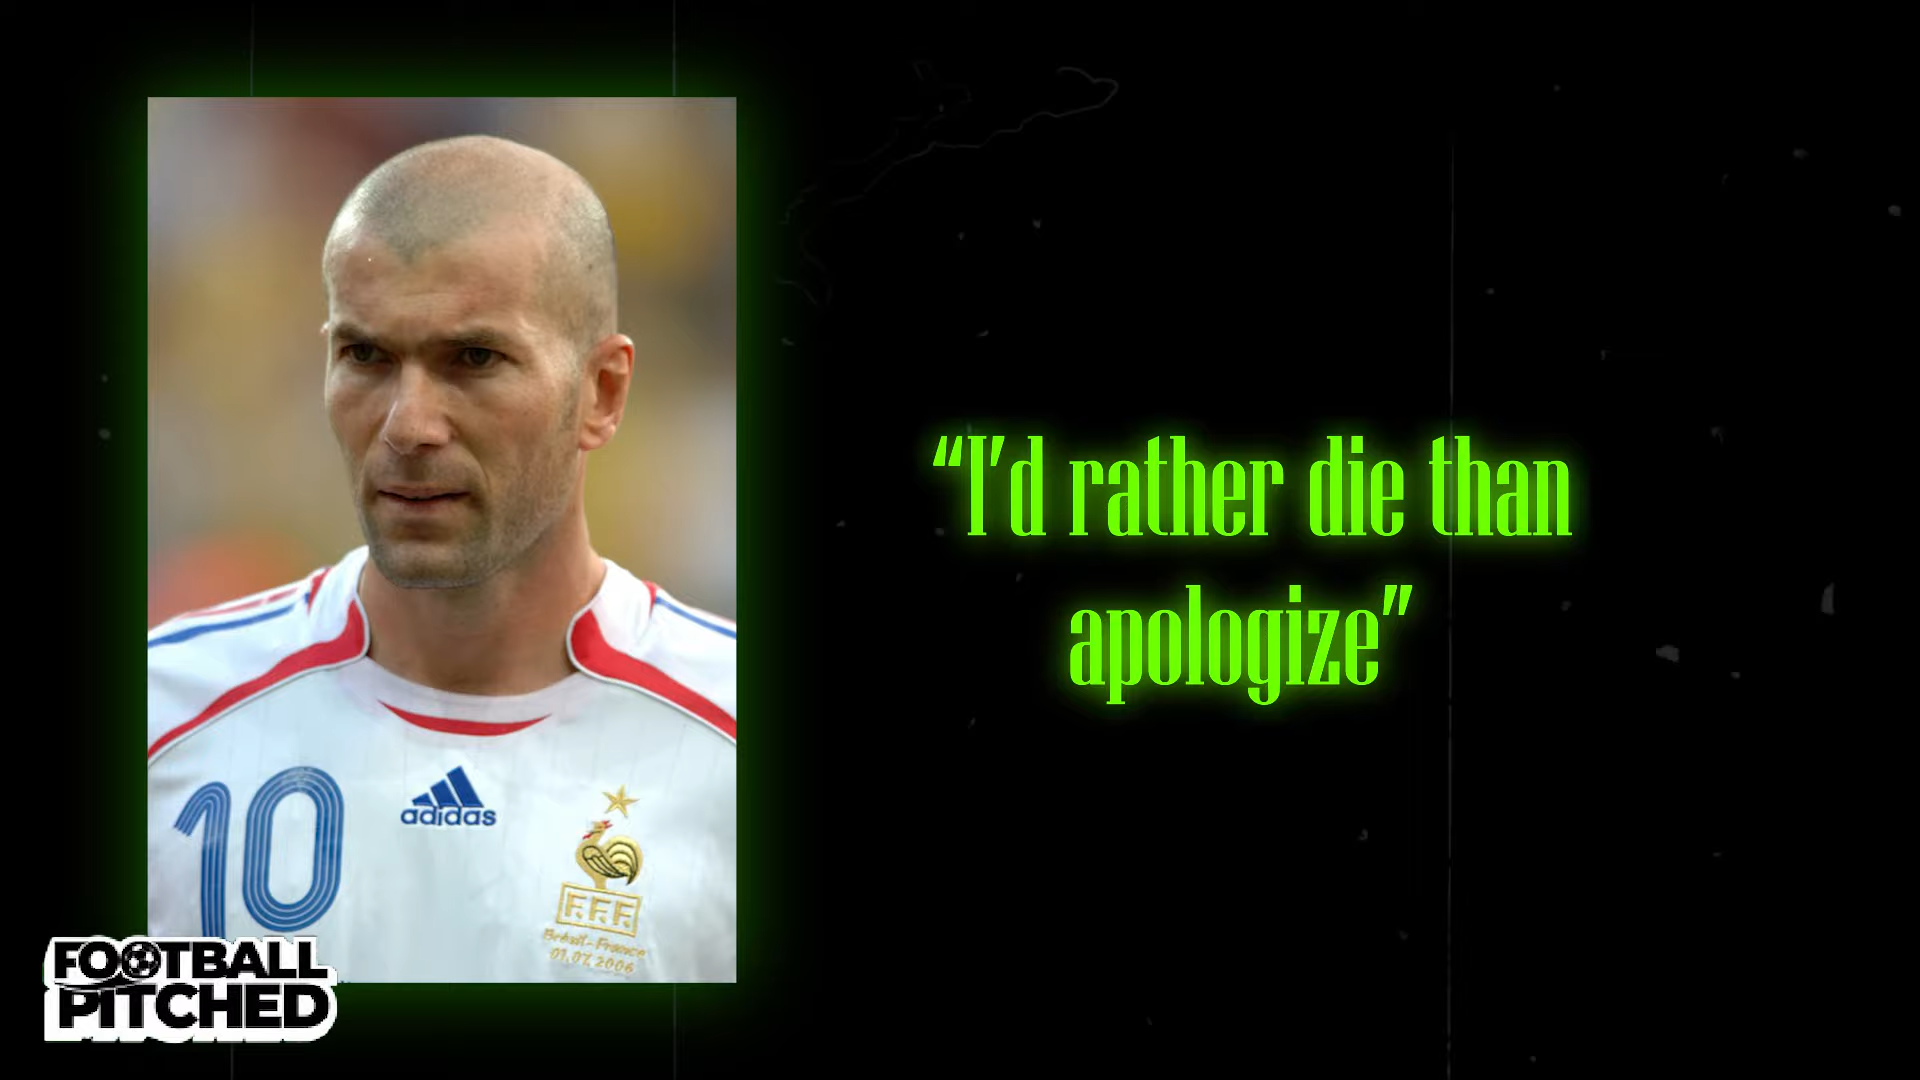 “I’d rather die than
apologize”
10
adidas
F.F.F.
Brésil-France
01.07.2006
FOOTBALL
PITCHED